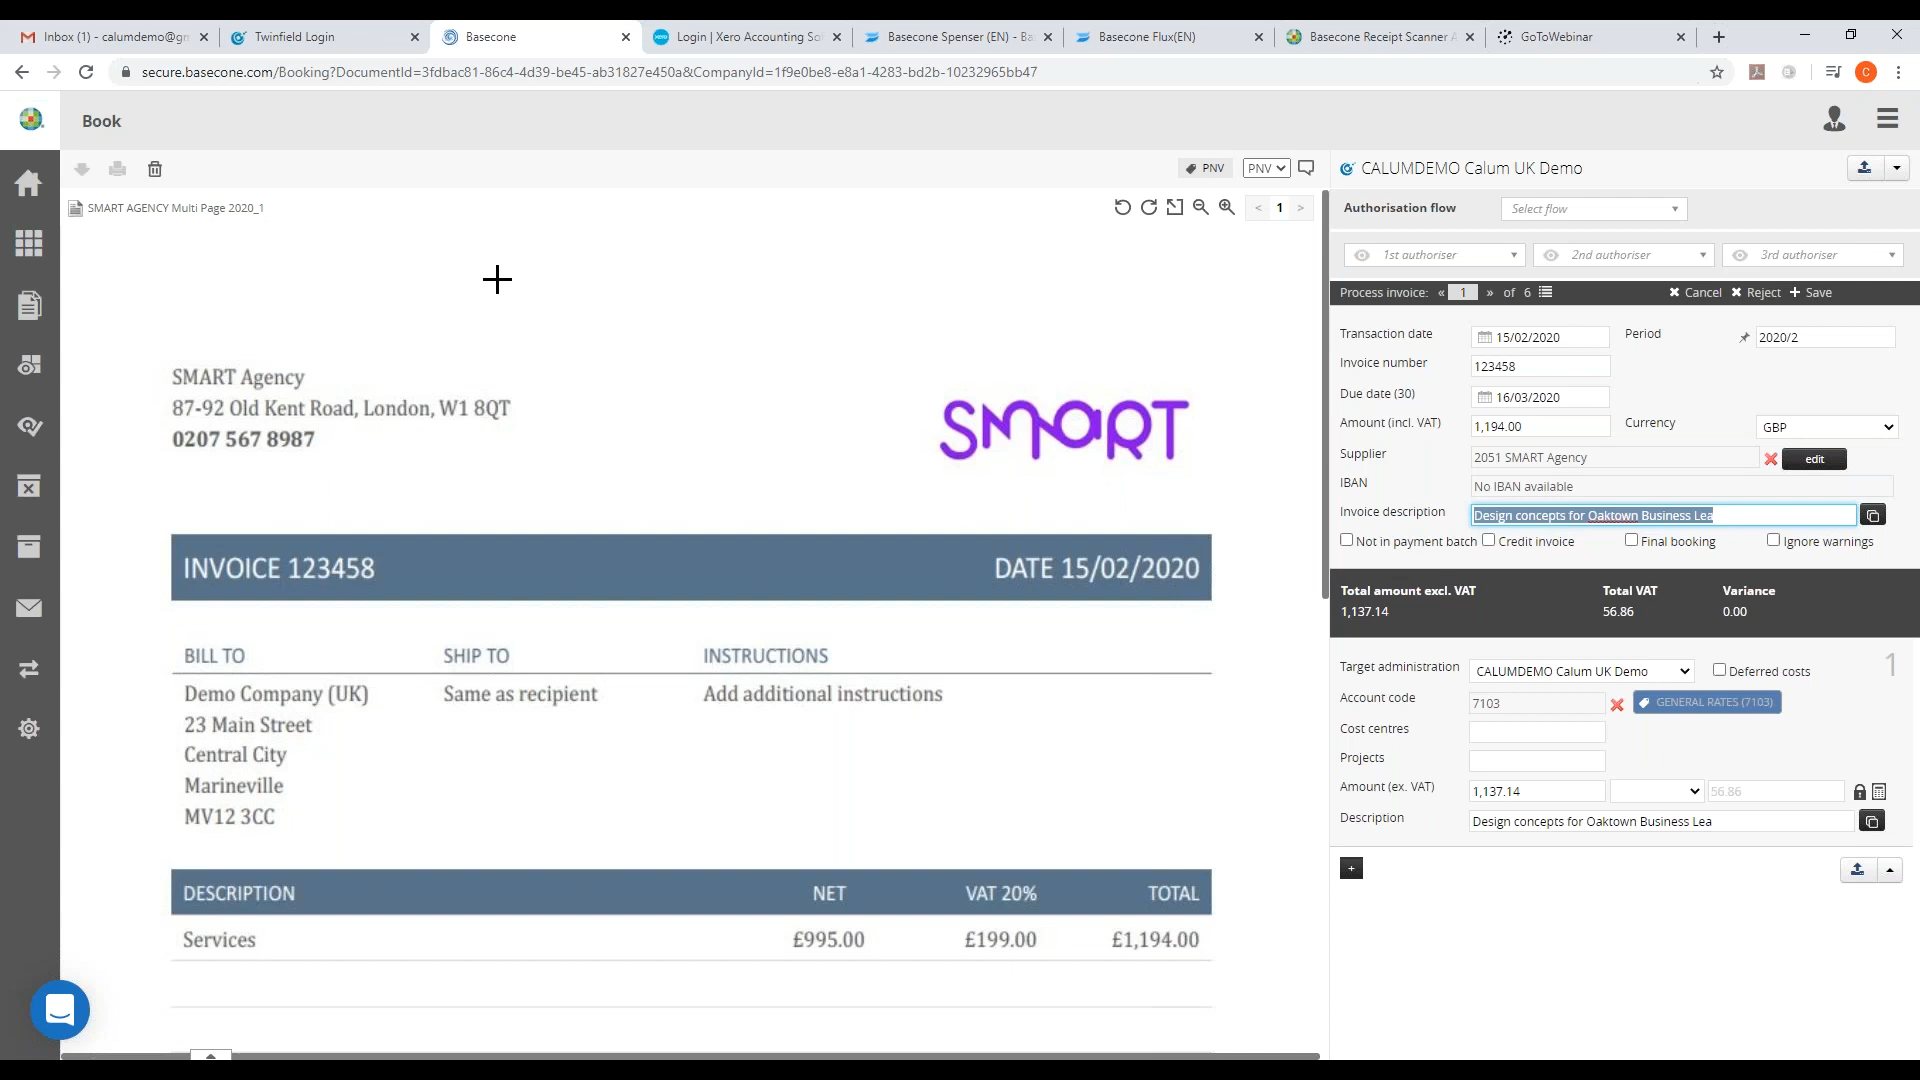 Inbox (1) - calumdemo@gm
Twinfield Login
Basecone
Login | Xero Accounting So
Basecone Spenser (EN) - Ba
Basecone Flux(EN)
Basecone Receipt Scanner A
GoToWebinar
secure.basecone.com/Booking?DocumentId=3fdbac81-86c4-4d39-be45-ab31827e450a&CompanyId=1f9e0be8-e8a1-4283-bd2b-10232965bb47
C
Book
PNV
PNV
CALUMDEMO Calum UK Demo
SMART AGENCY Multi Page 2020_1
< 1 >
Authorisation flow
Select flow
1st authoriser
2nd authoriser
3rd authoriser
Process invoice: « 1 » of 6
Cancel
Reject
Save
Transaction date
15/02/2020
Period
2020/2
Invoice number
123458
Due date (30)
16/03/2020
Amount (incl. VAT)
1,194.00
Currency
GBP
Supplier
2051 SMART Agency
edit
IBAN
No IBAN available
Invoice description
Design concepts for Oaktown Business Lea
Not in payment batch
Credit invoice
Final booking
Ignore warnings
Total amount excl. VAT
Total VAT
Variance
1,137.14
56.86
0.00
Target administration
CALUMDEMO Calum UK Demo
Deferred costs
1
Account code
7103
GENERAL RATES (7103)
Cost centres
Projects
Amount (ex. VAT)
1,137.14
56.86
Description
Design concepts for Oaktown Business Lea
+
SMART Agency
87-92 Old Kent Road, London, W1 8QT
0207 567 8987
SMART
INVOICE 123458
DATE 15/02/2020
BILL TO
SHIP TO
INSTRUCTIONS
Demo Company (UK)
Same as recipient
Add additional instructions
23 Main Street
Central City
Marineville
MV12 3CC
DESCRIPTION
NET
VAT 20%
TOTAL
Services
£995.00
£199.00
£1,194.00